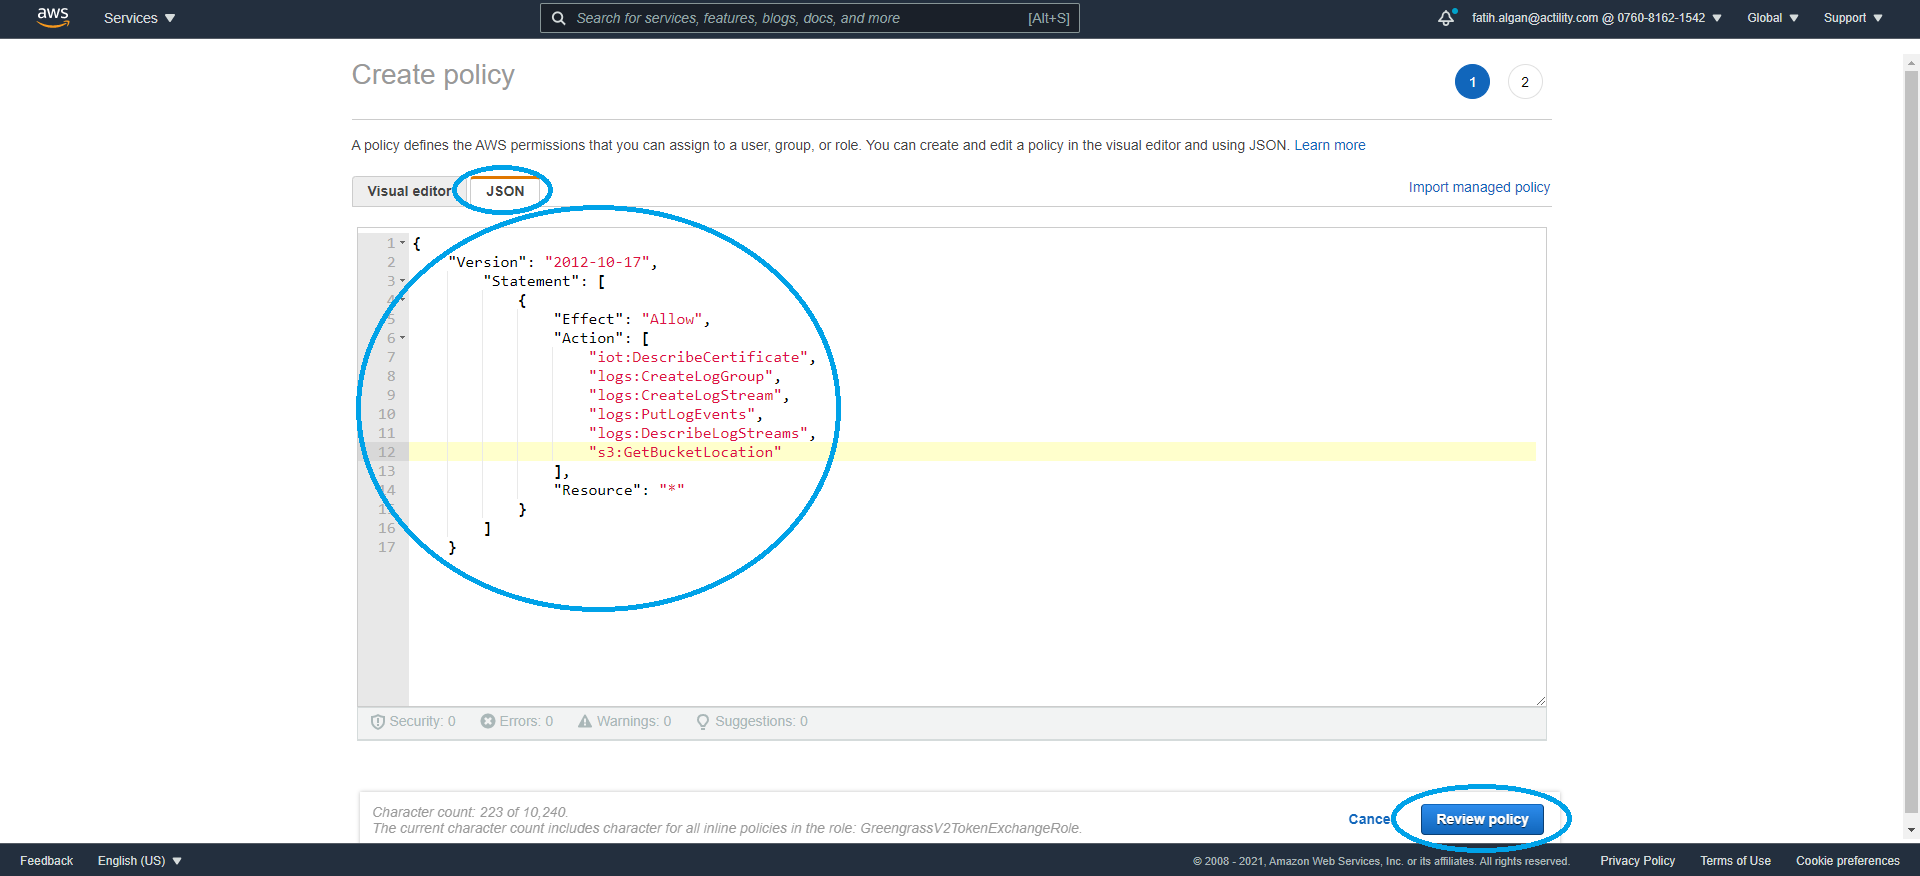 aws Services Search for services, features, blogs, docs, and more [Alt+S] fatih.algan@actility.com @ 0760-8162-1542 Global Support
Create policy
1 2
A policy defines the AWS permissions that you can assign to a user, group, or role. You can create and edit a policy in the visual editor and using JSON. Learn more
Visual editor JSON Import managed policy
1 {
2 "Version": "2012-10-17",
3 "Statement": [
4 {
5 "Effect": "Allow",
6 "Action": [
7 "iot:DescribeCertificate",
8 "logs:CreateLogGroup",
9 "logs:CreateLogStream",
10 "logs:PutLogEvents",
11 "logs:DescribeLogStreams",
12 "s3:GetBucketLocation"
13 ],
14 "Resource": "*"
15 }
16 ]
17 }
Security: 0 Errors: 0 Warnings: 0 Suggestions: 0
Character count: 223 of 10,240.
The current character count includes character for all inline policies in the role: GreengrassV2TokenExchangeRole.
Cance Review policy
Feedback English (US) © 2008 - 2021, Amazon Web Services, Inc. or its affiliates. All rights reserved. Privacy Policy Terms of Use Cookie preferences